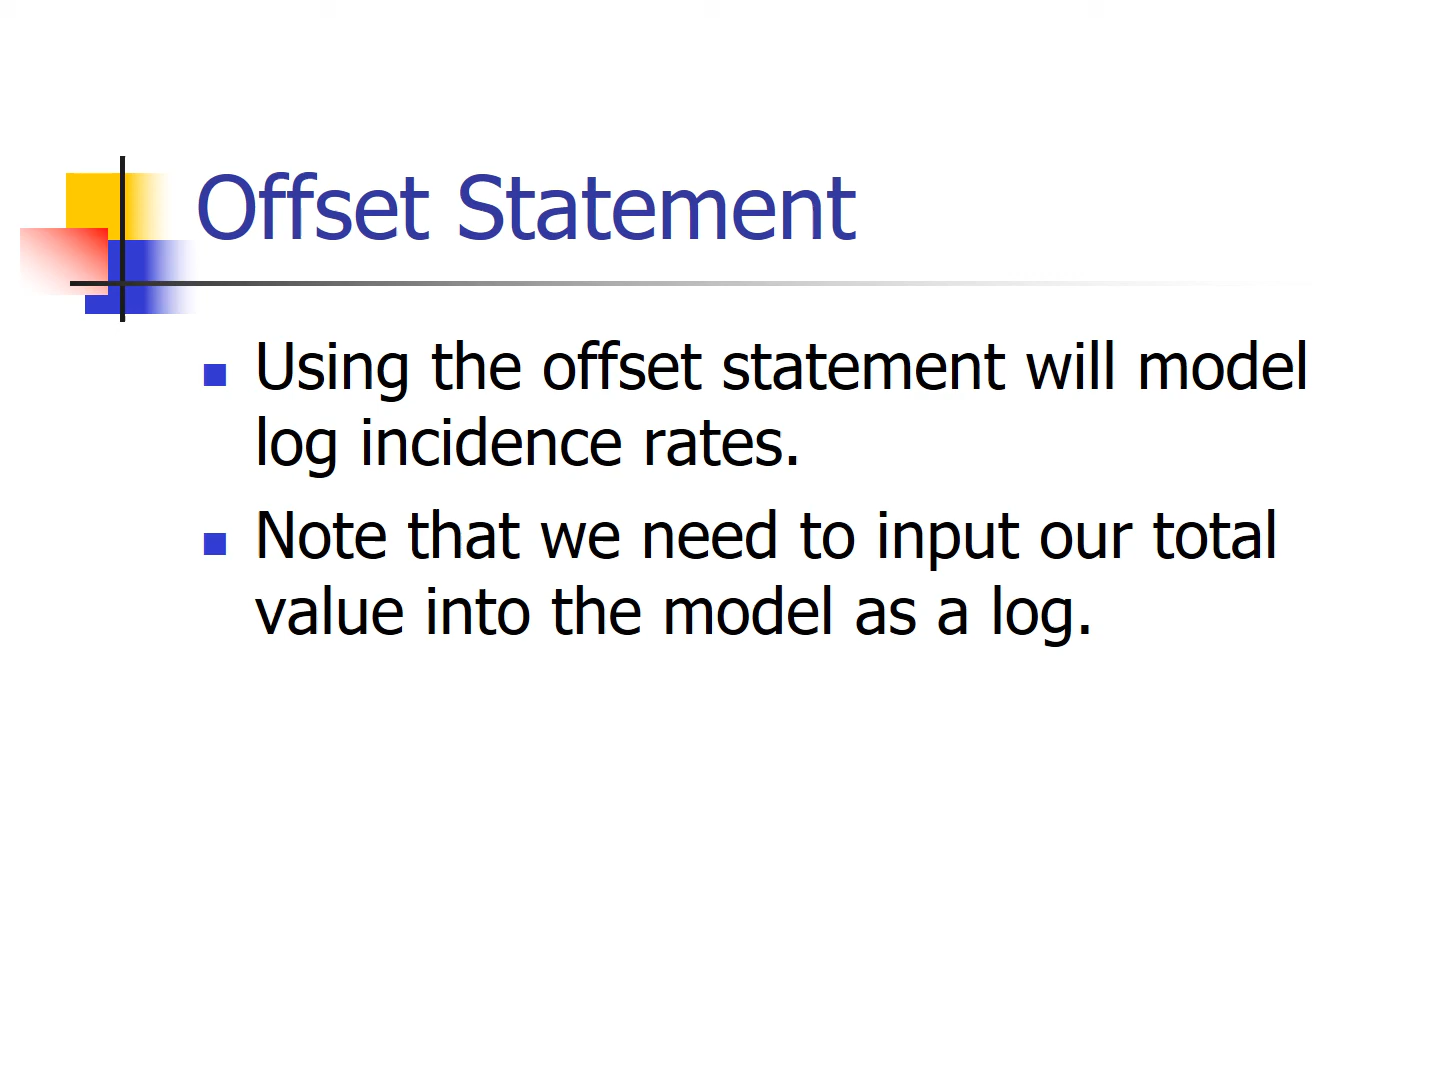 Offset Statement
Using the offset statement will model
log incidence rates.
Note that we need to input our total
value into the model as a log.